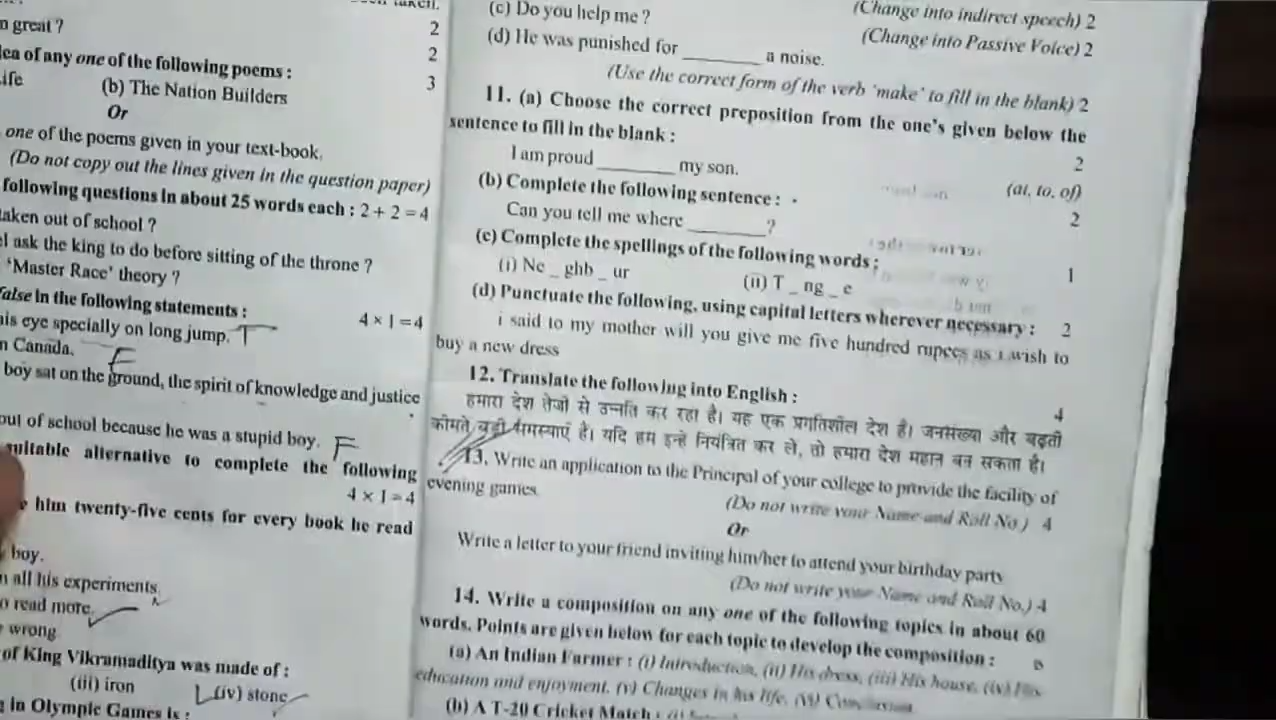 n great ? 2
ea of any one of the following poems : 2
ife (b) The Nation Builders 3
Or
one of the poems given in your text-book.
(Do not copy out the lines given in the question paper)
following questions in about 25 words each : 2 + 2 = 4
taken out of school ?
el ask the king to do before sitting of the throne ?
'Master Race' theory ?
false in the following statements : 4 × 1 = 4
is eye specially on long jump. T
n Canada. F
boy sat on the ground, the spirit of knowledge and justice
out of school because he was a stupid boy. F
suitable alternative to complete the following
4 × 1 = 4
e him twenty-five cents for every book he read
boy.
n all his experiments.
o read more.
wrong
of King Vikramaditya was made of :
(iii) iron (iv) stone
g in Olympic Games is :
(c) Do you help me ? (Change into indirect speech) 2
(d) He was punished for ________ a noise. (Change into Passive Voice) 2
(Use the correct form of the verb 'make' to fill in the blank) 2
11. (a) Choose the correct preposition from the one's given below the
sentence to fill in the blank : 2
I am proud ________ my son. (at, to, of)
(b) Complete the following sentence : 2
Can you tell me where ________ ?
(c) Complete the spellings of the following words : 1
(i) Ne _ ghb _ ur (ii) T _ ng _ e
(d) Punctuate the following, using capital letters wherever necessary : 2
i said to my mother will you give me five hundred rupees as i wish to
buy a new dress
12. Translate the following into English : 4
हमारा देश तेजी से उन्नति कर रहा है। यह एक प्रगतिशील देश है। जनसंख्या और बढ़ती
कीमतें बड़ी समस्याएं हैं। यदि हम इन्हें नियंत्रित कर लें, तो हमारा देश महान बन सकता है।
13. Write an application to the Principal of your college to provide the facility of
evening games.
(Do not write your Name and Roll No.) 4
Or
Write a letter to your friend inviting him/her to attend your birthday party
(Do not write your Name and Roll No.) 4
14. Write a composition on any one of the following topics in about 60
words. Points are given below for each topic to develop the composition :
(a) An Indian Farmer : (i) Introduction, (ii) His dress, (iii) His house, (iv) His
education and enjoyment, (v) Changes in his life, (vi) Conclusion
(b) A T-20 Cricket Match :